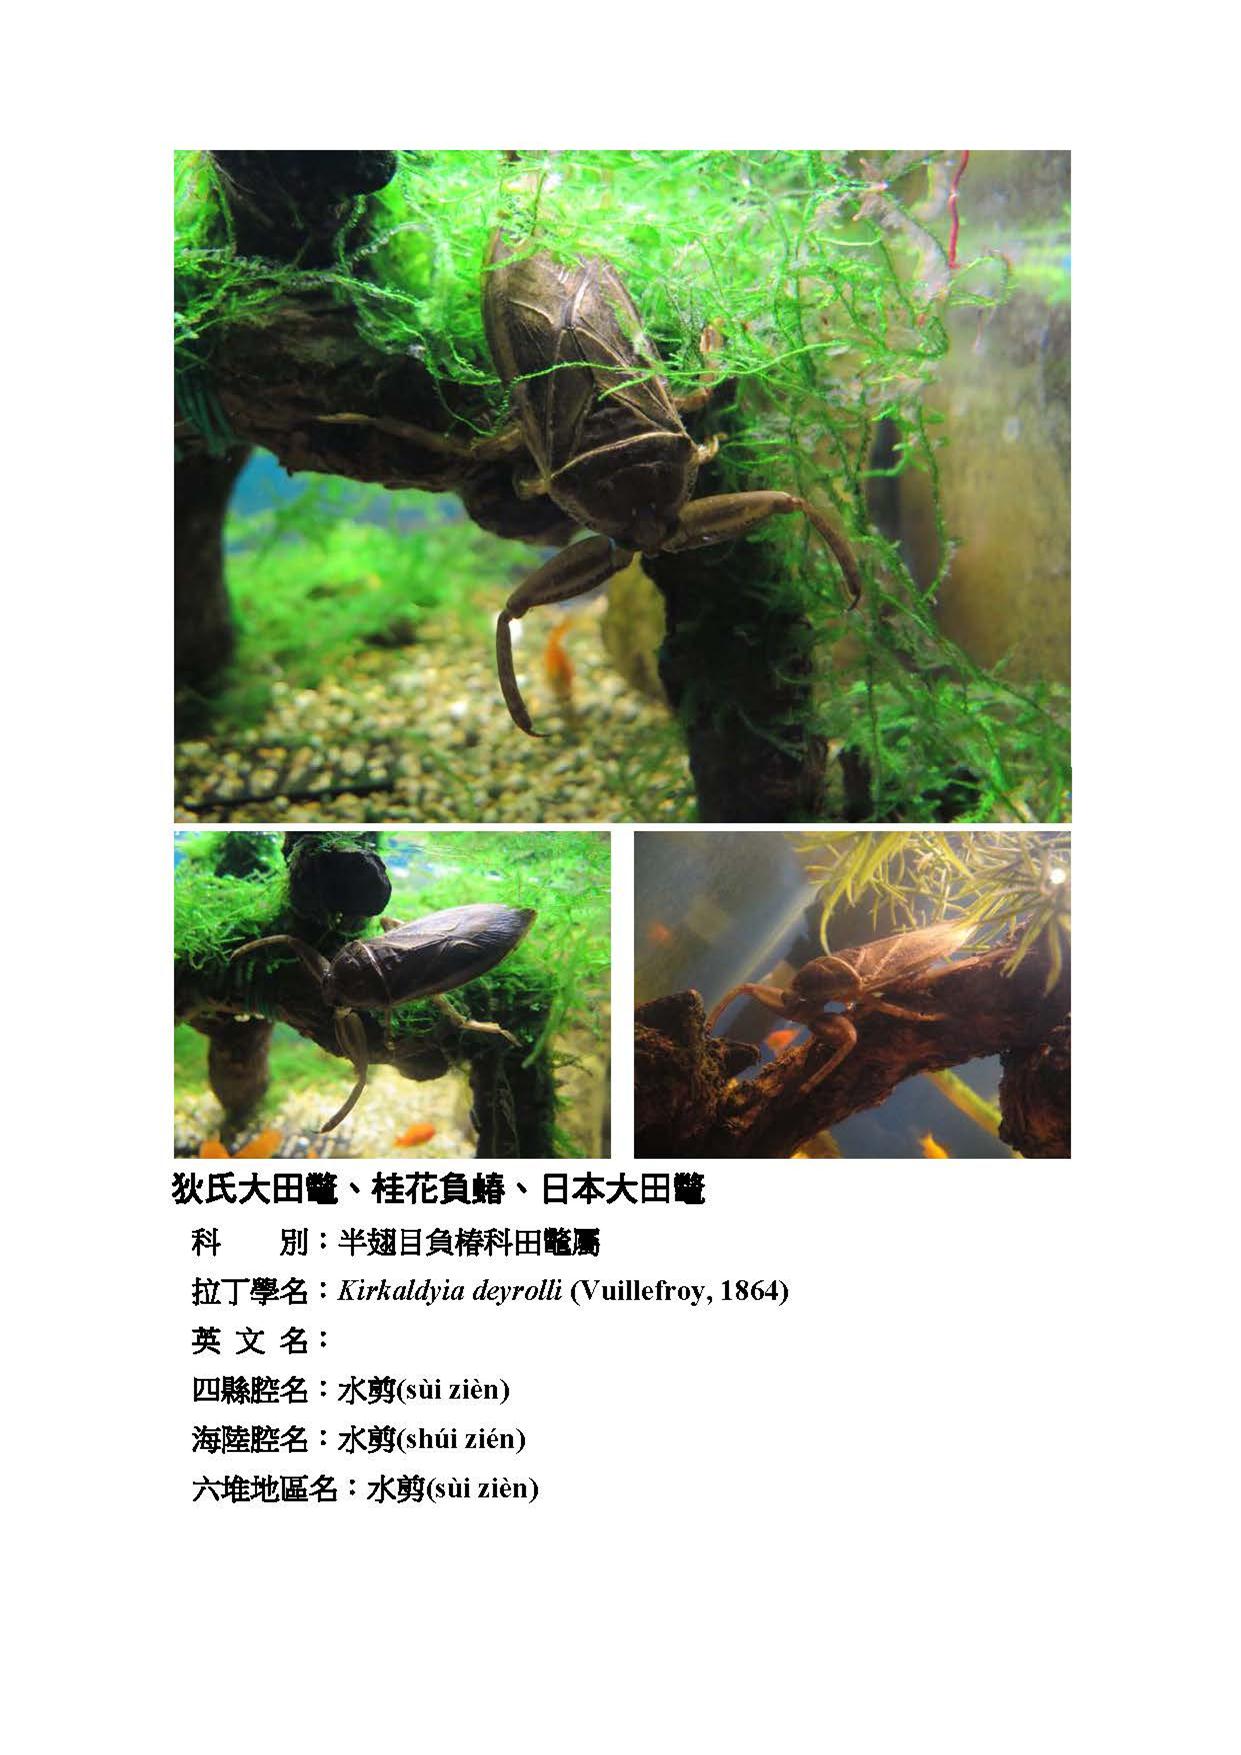 狄氏大田鼈、桂花負蝽、日本大田鼈
科　　別：半翅目負椿科田鼈屬
拉丁學名：Kirkaldyia deyrolli (Vuillefroy, 1864)
英 文 名：
四縣腔名：水剪(sùi zièn)
海陸腔名：水剪(shúi zién)
六堆地區名：水剪(sùi zièn)